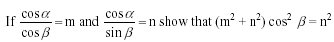 If cosα/cosβ = m and cosα/sinβ = n show that (m² + n²) cos² β = n²